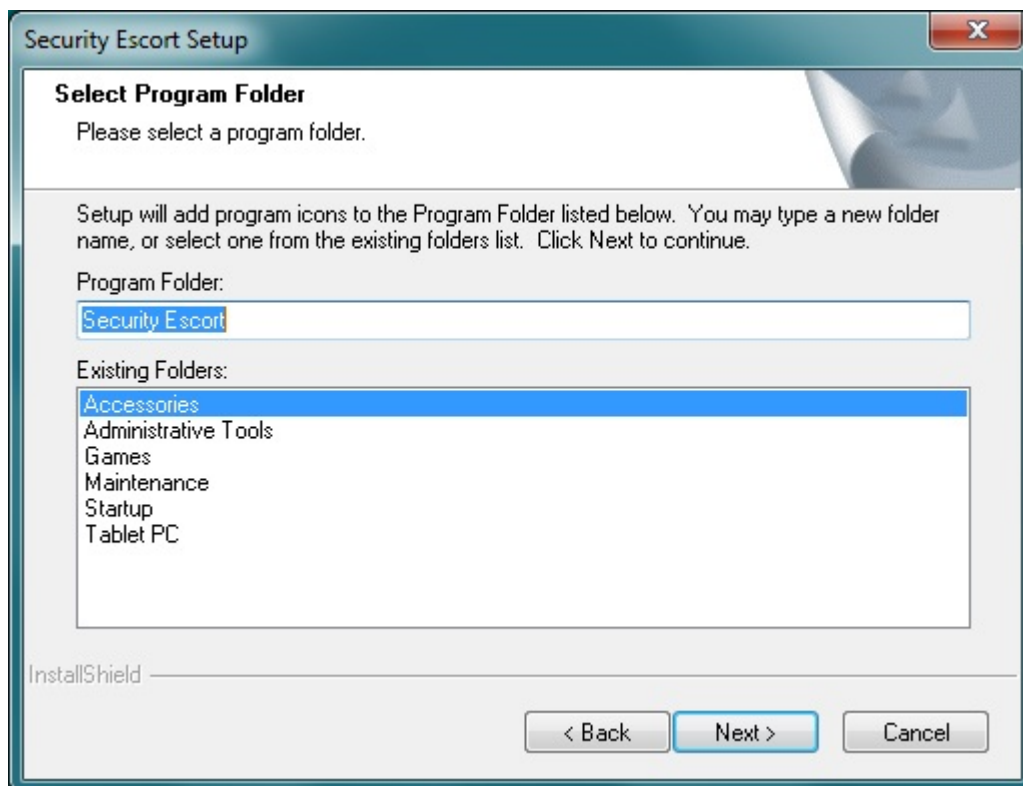 Security Escort Setup
Select Program Folder
Please select a program folder.
Setup will add program icons to the Program Folder listed below. You may type a new folder
name, or select one from the existing folders list. Click Next to continue.
Program Folder:
Security Escort
Existing Folders:
Accessories
Administrative Tools
Games
Maintenance
Startup
Tablet PC
InstallShield
< Back Next > Cancel